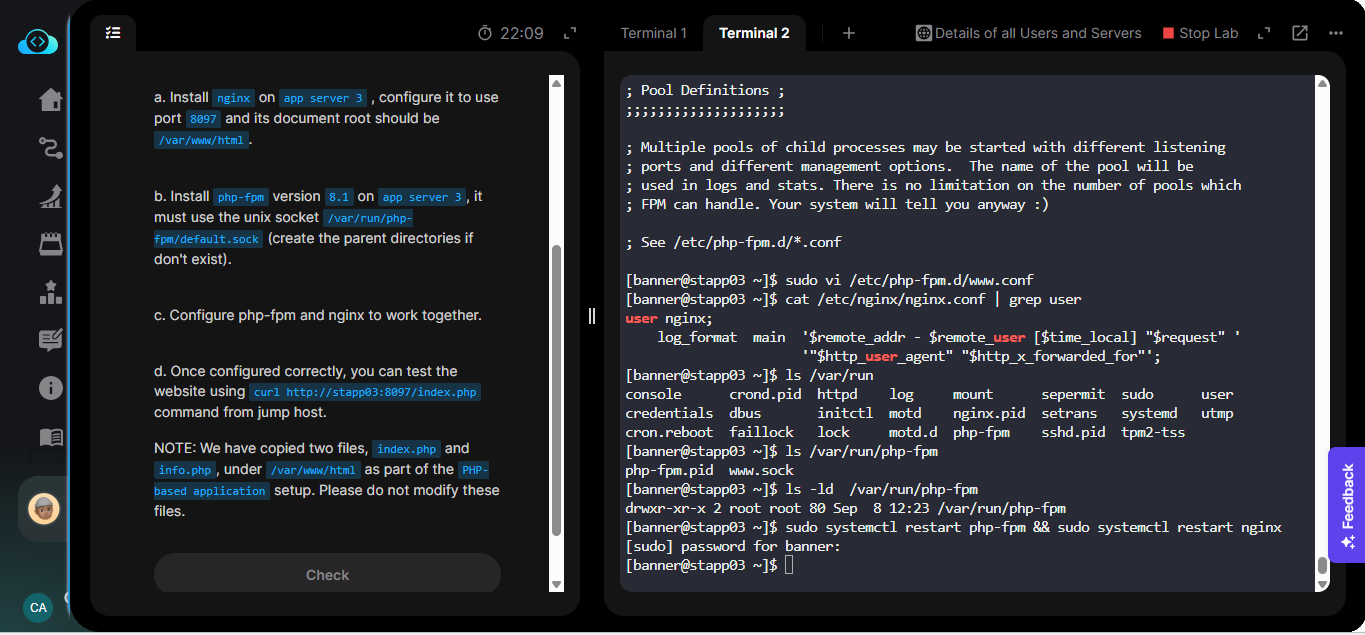 22:09
Terminal 1
Terminal 2
+
Details of all Users and Servers
Stop Lab
a. Install nginx on app server 3 , configure it to use
port 8097 and its document root should be
/var/www/html .
b. Install php-fpm version 8.1 on app server 3 , it
must use the unix socket /var/run/php-
fpm/default.sock (create the parent directories if
don't exist).
c. Configure php-fpm and nginx to work together.
d. Once configured correctly, you can test the
website using curl http://stapp03:8097/index.php
command from jump host.
NOTE: We have copied two files, index.php and
info.php , under /var/www/html as part of the PHP-
based application setup. Please do not modify these
files.
Check
; Pool Definitions ;
;;;;;;;;;;;;;;;;;;;;
; Multiple pools of child processes may be started with different listening
; ports and different management options.  The name of the pool will be
; used in logs and stats. There is no limitation on the number of pools which
; FPM can handle. Your system will tell you anyway :)
; See /etc/php-fpm.d/*.conf
[banner@stapp03 ~]$ sudo vi /etc/php-fpm.d/www.conf
[banner@stapp03 ~]$ cat /etc/nginx/nginx.conf | grep user
user nginx;
    log_format  main  '$remote_addr - $remote_user [$time_local] "$request" '
                      '"$http_user_agent" "$http_x_forwarded_for"';
[banner@stapp03 ~]$ ls /var/run
console      crond.pid  httpd    log     mount      sepermit  sudo     user
credentials  dbus       initctl  motd    nginx.pid  setrans   systemd  utmp
cron.reboot  faillock   lock     motd.d  php-fpm    sshd.pid  tpm2-tss
[banner@stapp03 ~]$ ls /var/run/php-fpm
php-fpm.pid  www.sock
[banner@stapp03 ~]$ ls -ld  /var/run/php-fpm
drwxr-xr-x 2 root root 80 Sep  8 12:23 /var/run/php-fpm
[banner@stapp03 ~]$ sudo systemctl restart php-fpm && sudo systemctl restart nginx
[sudo] password for banner:
[banner@stapp03 ~]$
Feedback
CA